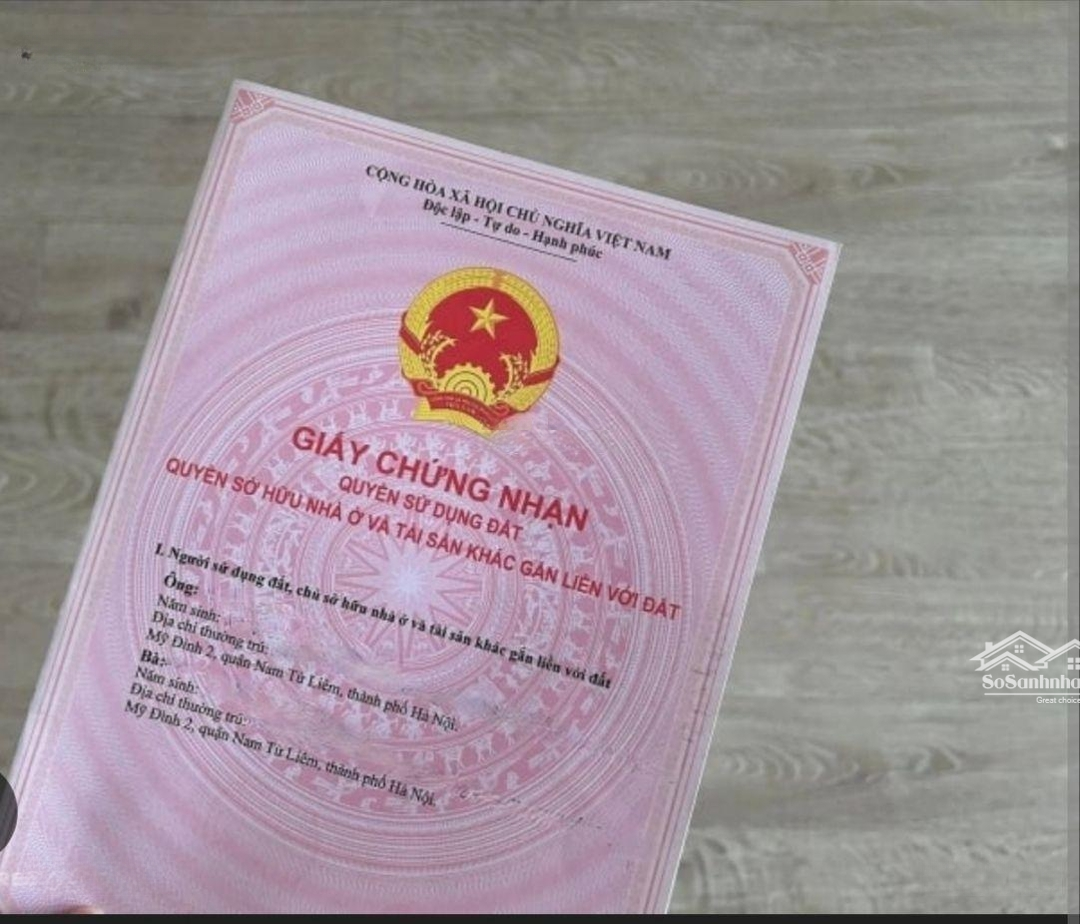 CỘNG HÒA XÃ HỘI CHỦ NGHĨA VIỆT NAM
Độc lập - Tự do - Hạnh phúc
GIẤY CHỨNG NHẬN
QUYỀN SỬ DỤNG ĐẤT
QUYỀN SỞ HỮU NHÀ Ở VÀ TÀI SẢN KHÁC GẮN LIỀN VỚI ĐẤT
I. Người sử dụng đất, chủ sở hữu nhà ở và tài sản khác gắn liền với đất
Ông:
Năm sinh:
Địa chỉ thường trú:
Mỹ Đình 2, quận Nam Từ Liêm, thành phố Hà Nội.
Bà:
Năm sinh:
Địa chỉ thường trú:
Mỹ Đình 2, quận Nam Từ Liêm, thành phố Hà Nội.
SoSanhnha
Great choice